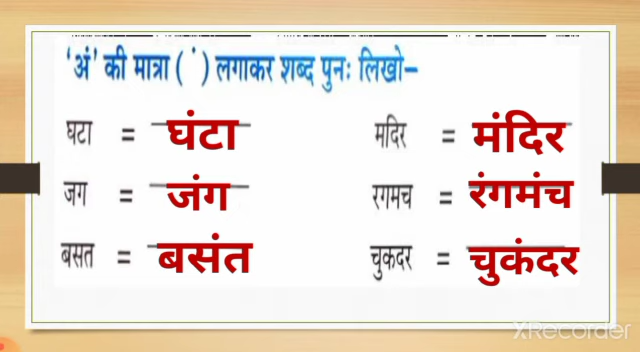 'अं' की मात्रा ( ं ) लगाकर शब्द पुनः लिखो–
घटा = घंटा मदिर = मंदिर
जग = जंग रगमच = रंगमंच
बसत = बसंत चुकदर = चुकंदर
XRecorder